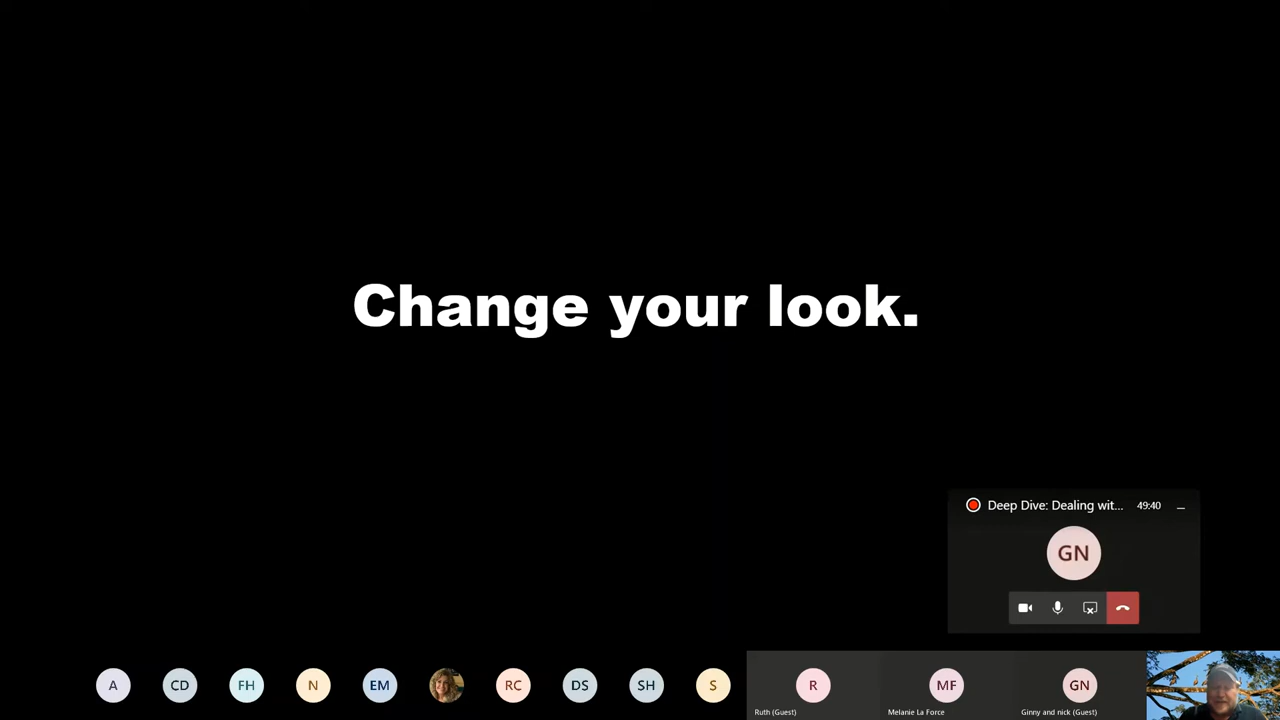 Change your look.
Deep Dive: Dealing wit... 49:40
GN
A CD FH N EM RC DS SH S R MF GN
Ruth (Guest) Melanie La Force Ginny and nick (Guest)